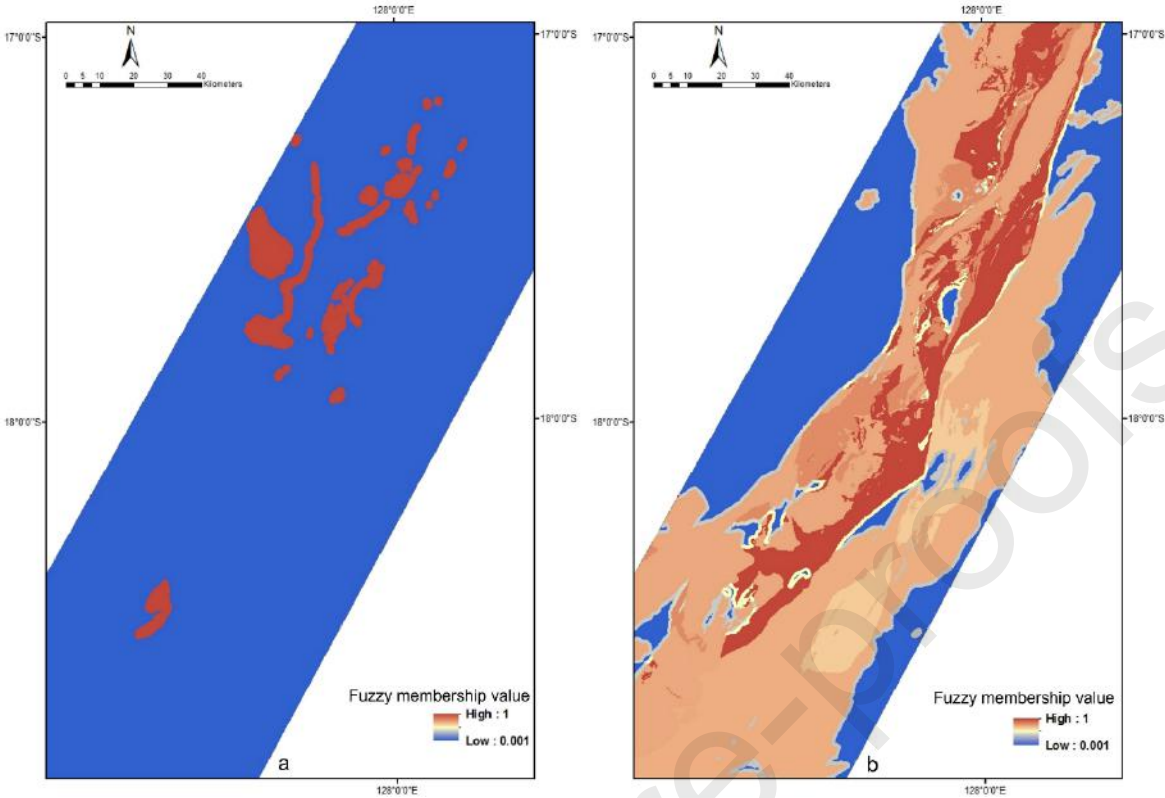 128°0'0"E
17°0'0"S
17°0'0"S
N
0 5 10 20 30 40
Kilometers
18°0'0"S
18°0'0"S
Fuzzy membership value
High : 1
Low : 0.001
a
128°0'0"E
128°0'0"E
17°0'0"S
17°0'0"S
N
0 5 10 20 30 40
Kilometers
18°0'0"S
18°0'0"S
Fuzzy membership value
High : 1
Low : 0.001
b
128°0'0"E
re-proofs